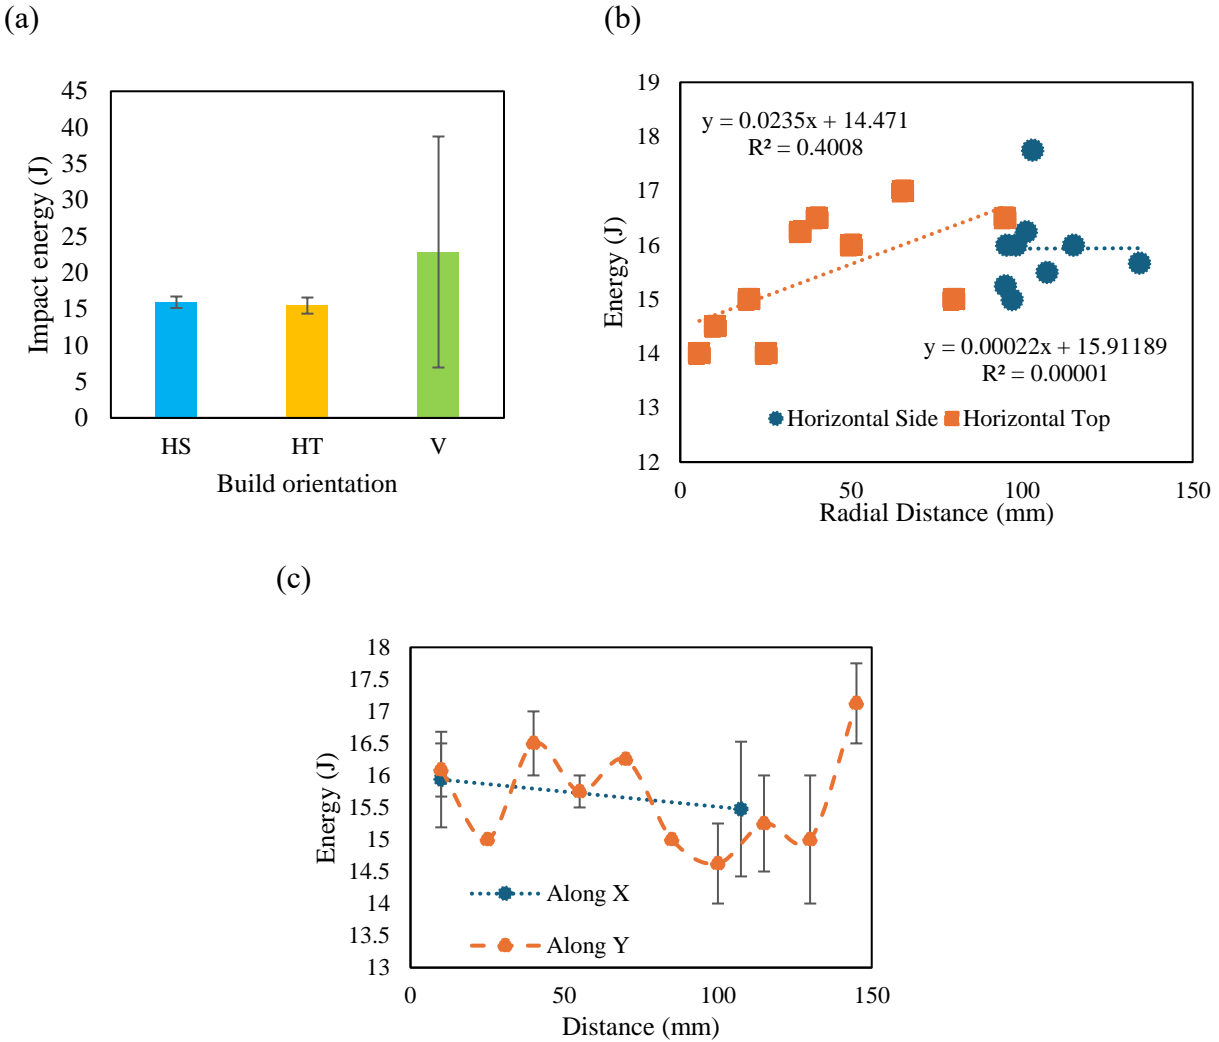 (a)
45
40
35
30
25
20
15
10
5
0
Impact energy (J)
HS HT V
Build orientation
(b)
19
18
17
16
15
14
13
12
Energy (J)
y = 0.0235x + 14.471
R² = 0.4008
y = 0.00022x + 15.91189
R² = 0.00001
Horizontal Side Horizontal Top
0 50 100 150
Radial Distance (mm)
(c)
18
17.5
17
16.5
16
15.5
15
14.5
14
13.5
13
Energy (J)
Along X
Along Y
0 50 100 150
Distance (mm)